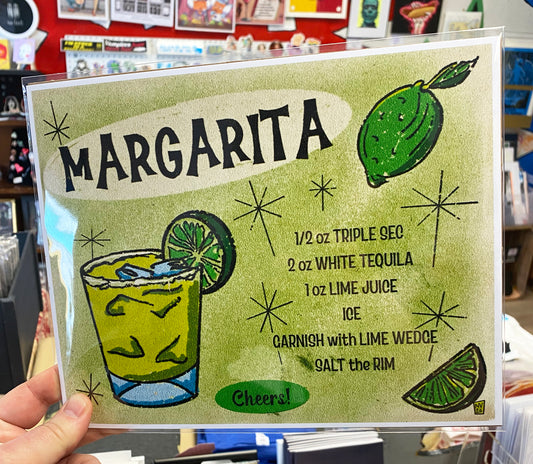 MARGARITA
1/2 oz TRIPLE SEC
2 oz WHITE TEQUILA
1 oz LIME JUICE
ICE
GARNISH with LIME WEDGE
SALT the RIM
Cheers!